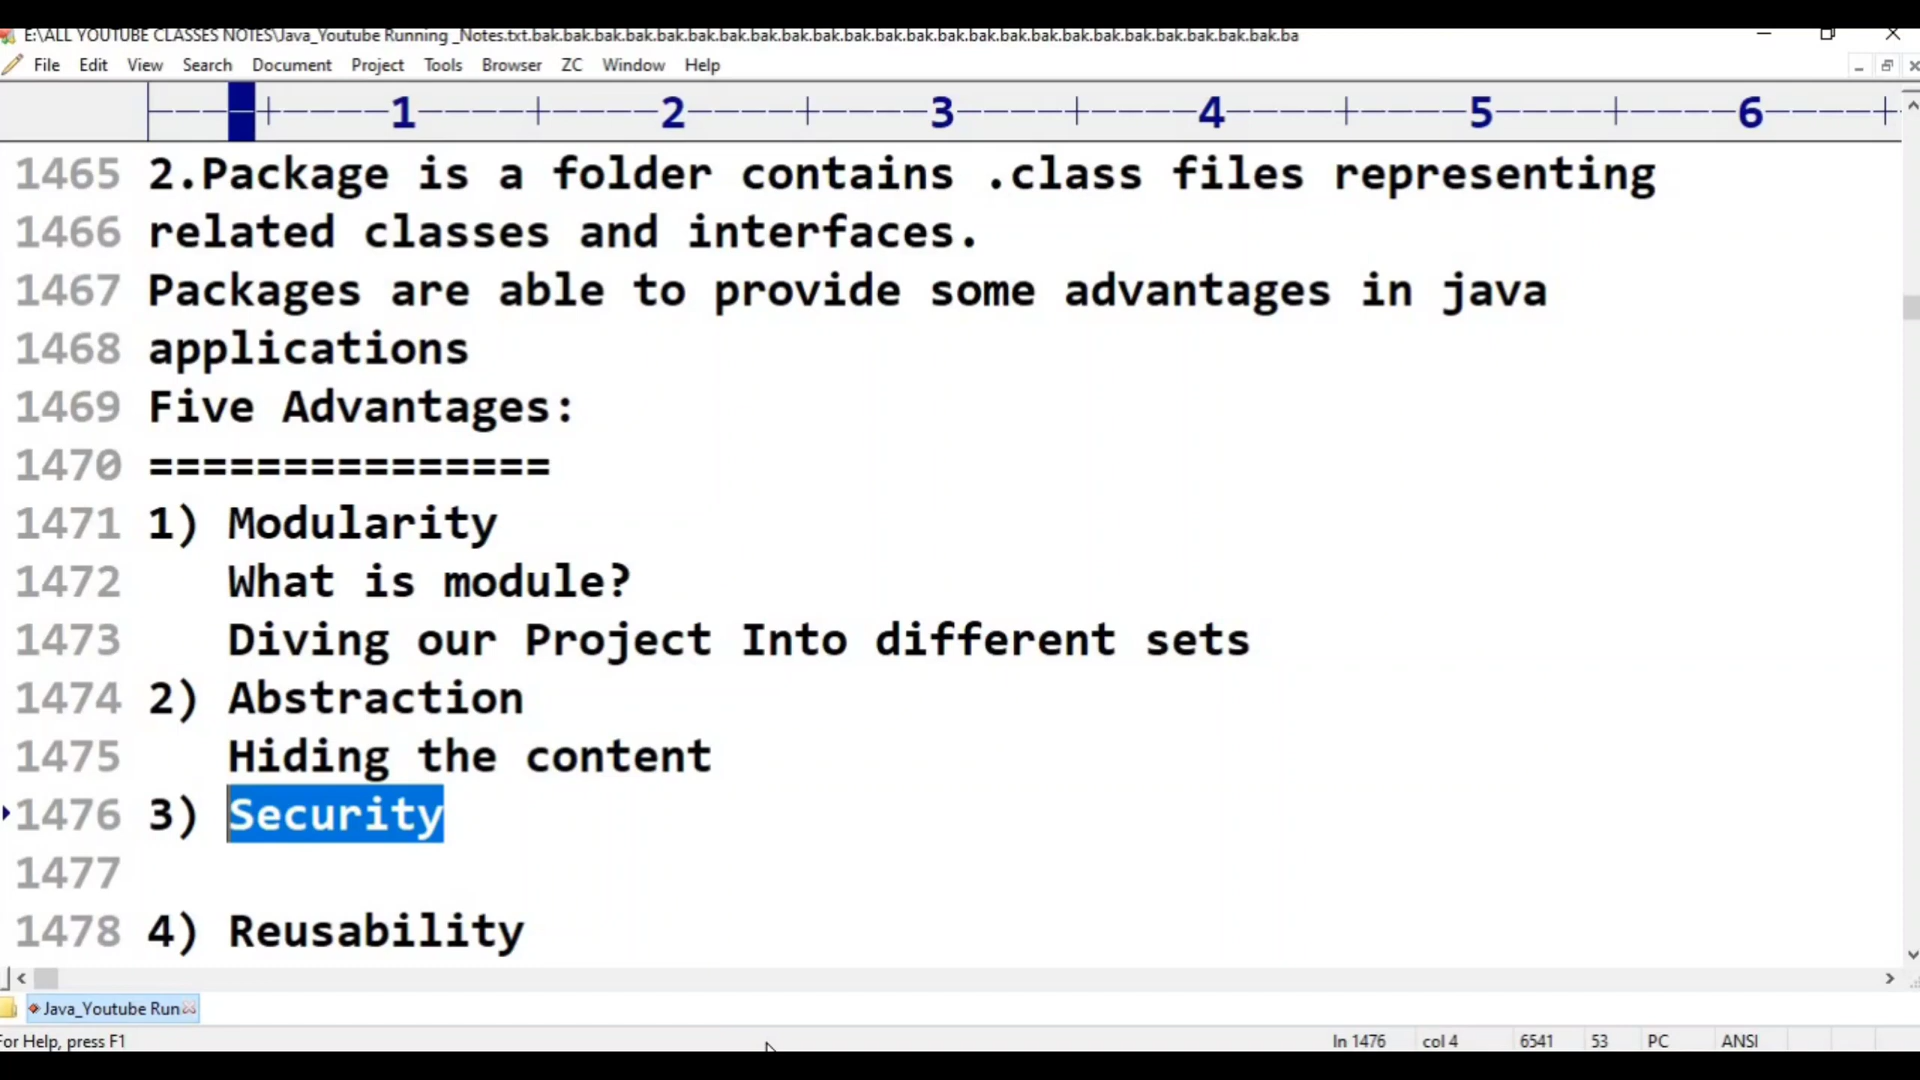 E:\ALL YOUTUBE CLASSES NOTES\Java_Youtube Running _Notes.txt.bak.bak.bak.bak.bak.bak.bak.bak.bak.bak.bak.bak.bak.bak.bak.bak.bak.bak.bak.bak.bak.bak.bak.bak.ba
File Edit View Search Document Project Tools Browser ZC Window Help
1 2 3 4 5 6
1465 2.Package is a folder contains .class files representing
1466 related classes and interfaces.
1467 Packages are able to provide some advantages in java
1468 applications
1469 Five Advantages:
1470 ===============
1471 1) Modularity
1472 What is module?
1473 Diving our Project Into different sets
1474 2) Abstraction
1475 Hiding the content
1476 3) Security
1477
1478 4) Reusability
Java_Youtube Run
For Help, press F1 ln 1476 col 4 6541 53 PC ANSI